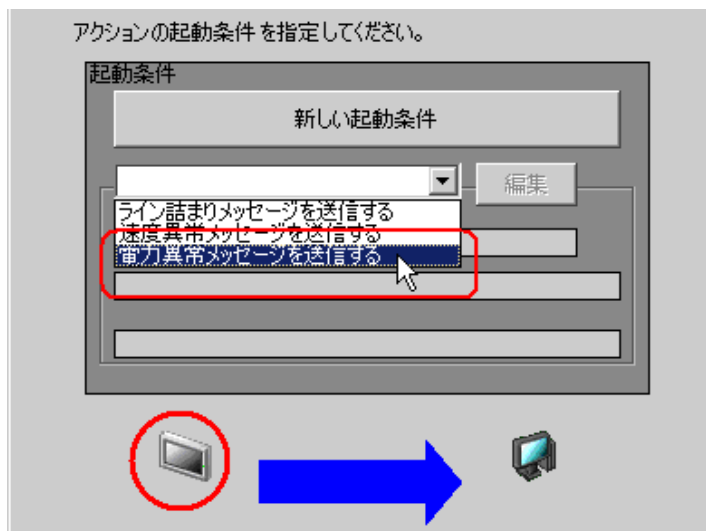 アクションの起動条件 を指定してください。
起動条件
新しい起動条件
編集
ライン詰まりメッセージを送信する
速度異常メッセージを送信する
電力異常メッセージを送信する